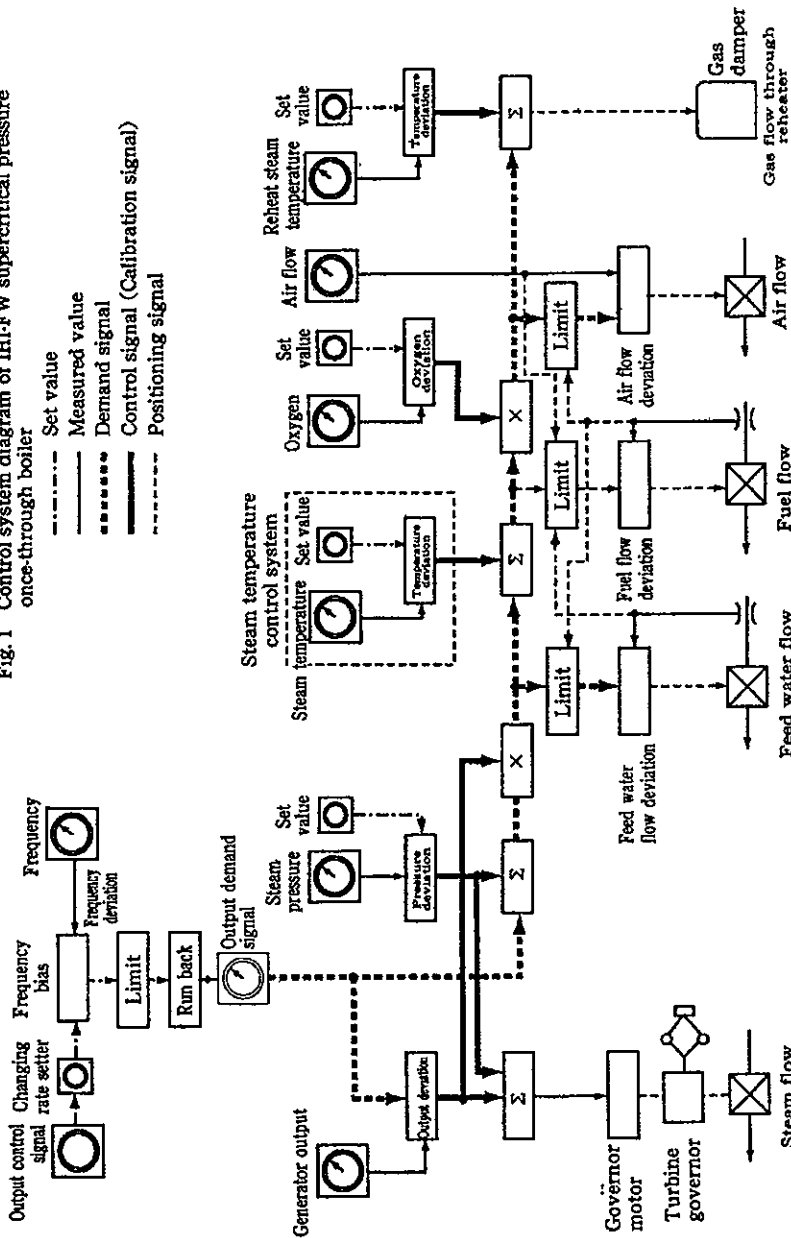 Fig. 1 Control system diagram of IHI-FW supercritical pressure
once-through boiler
Set value
Measured value
Demand signal
Control signal (Calibration signal)
Positioning signal
Output control
signal
Changing
rate setter
Frequency
bias
Frequency
Frequency
deviation
Limit
Run back
Output demand
signal
Generator output
Output deviation
Σ
Govërnor
motor
Turbine
governor
Steam flow
Steam
pressure
Set
value
Pressure
deviation
Σ
X
Steam temperature
control system
Steam temperature
Set value
Temperature
deviation
Σ
Limit
Feed water
flow deviation
Feed water flow
Oxygen
Set
value
Oxygen
deviation
X
Limit
Fuel flow
deviation
Fuel flow
Air flow
Limit
Air flow
deviation
Air flow
Reheat steam
temperature
Set
value
Temperature
deviation
Σ
Gas
damper
Gas flow through
reheater